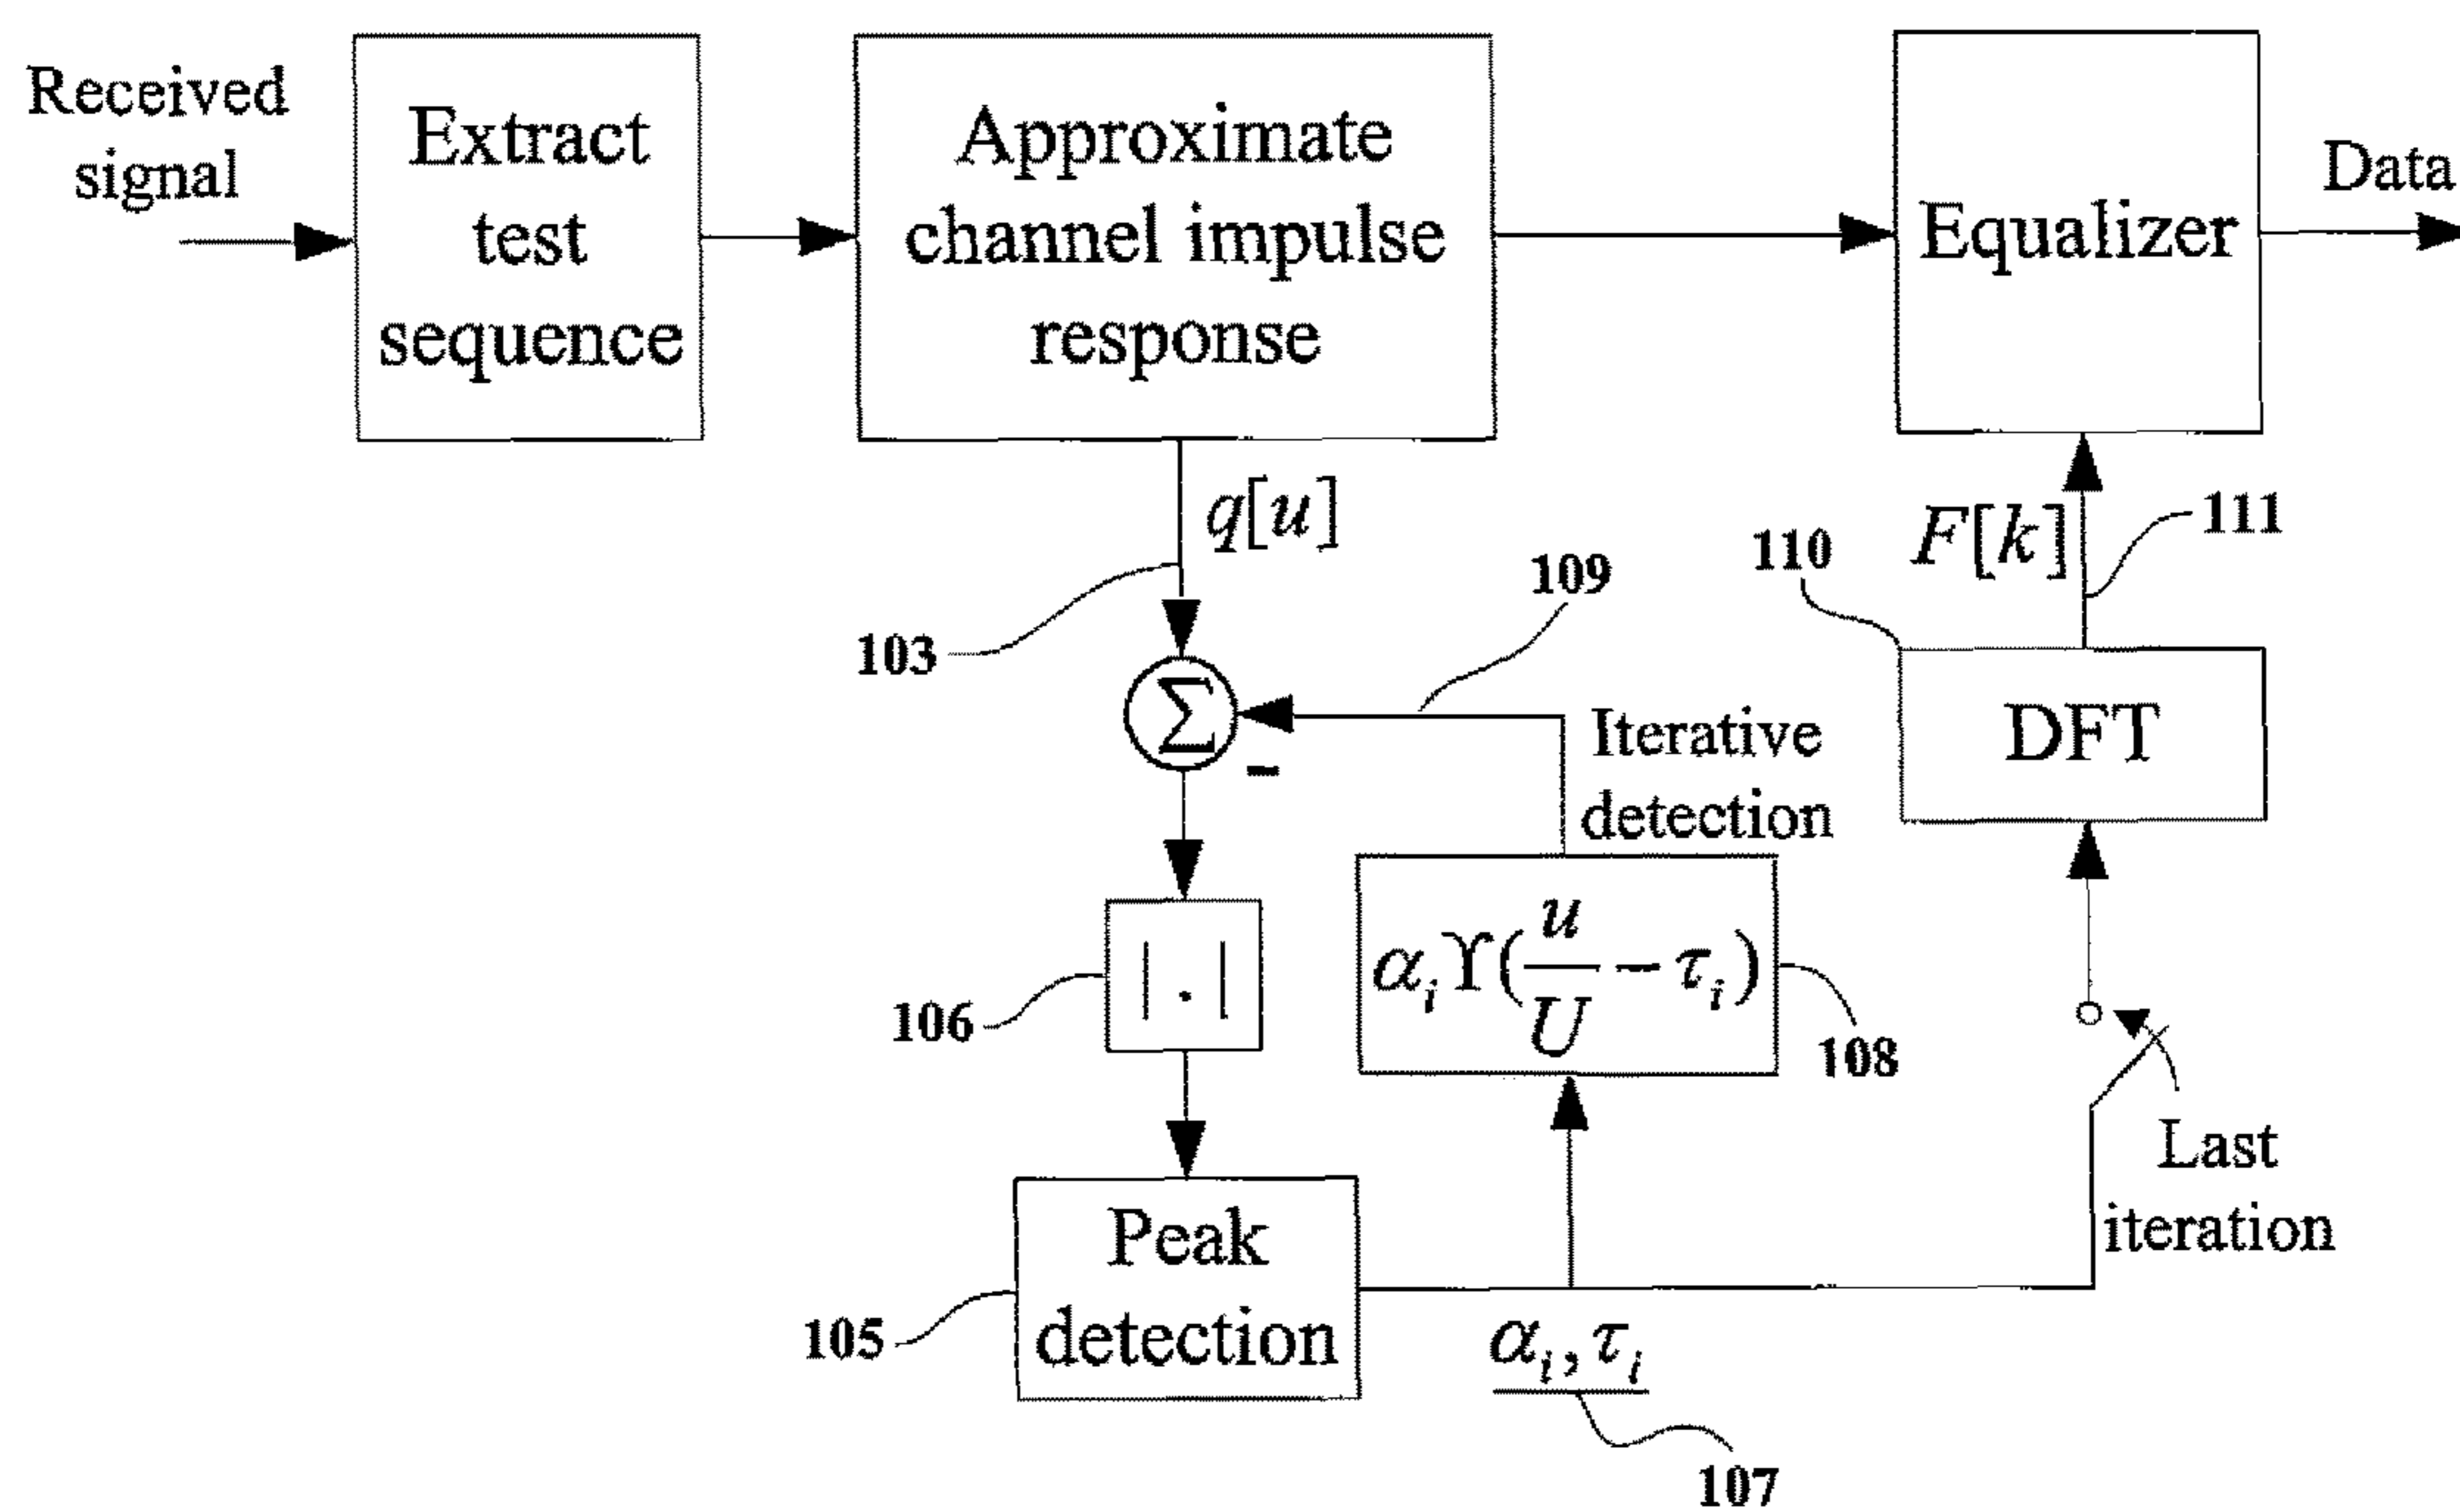 Received
signal
Extract
test
sequence
Approximate
channel impulse
response
Equalizer
Data
q[u]
103
109
110
F[k]
111
Σ
-
Iterative
detection
DFT
106
| . |
α_i ϒ(u/U − τ_i)
108
Last
iteration
Peak
detection
105
α_i, τ_i
107